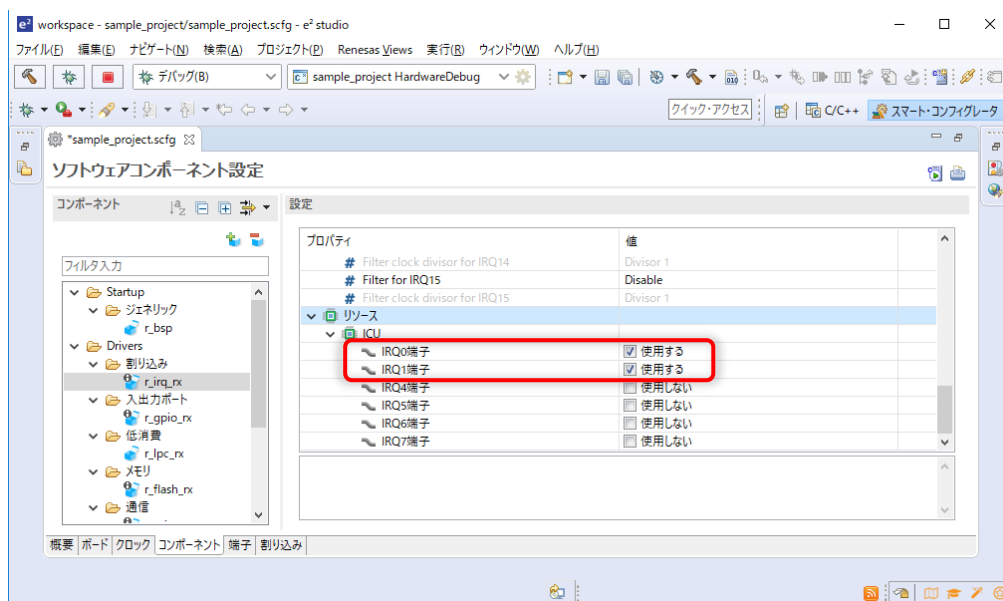 workspace - sample_project/sample_project.scfg - e² studio
ファイル(F) 編集(E) ナビゲート(N) 検索(A) プロジェクト(P) Renesas Views 実行(R) ウィンドウ(W) ヘルプ(H)
デバッグ(B) sample_project HardwareDebug
クイック・アクセス C/C++ スマート・コンフィグレータ
*sample_project.scfg
ソフトウェアコンポーネント設定
コンポーネント
設定
フィルタ入力
Startup
ジェネリック
r_bsp
Drivers
割り込み
r_irq_rx
入出力ポート
r_gpio_rx
低消費
r_lpc_rx
メモリ
r_flash_rx
通信
プロパティ 値
# Filter clock divisor for IRQ14 Divisor 1
# Filter for IRQ15 Disable
# Filter clock divisor for IRQ15 Divisor 1
リソース
ICU
IRQ0端子 使用する
IRQ1端子 使用する
IRQ4端子 使用しない
IRQ5端子 使用しない
IRQ6端子 使用しない
IRQ7端子 使用しない
概要 ボード クロック コンポーネント 端子 割り込み